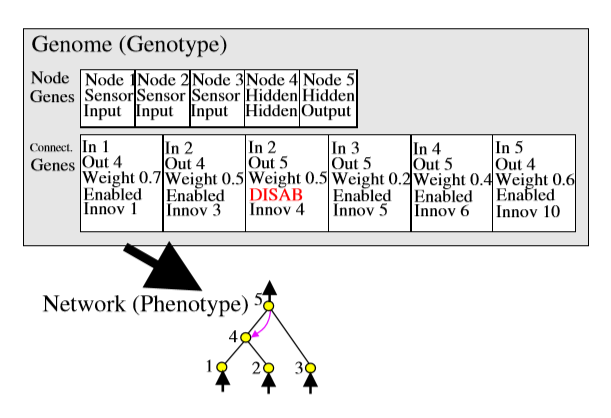 Genome (Genotype)
Node Genes
Node 1 Sensor Input
Node 2 Sensor Input
Node 3 Sensor Input
Node 4 Hidden Hidden
Node 5 Hidden Output
Connect. Genes
In 1
Out 4
Weight 0.7
Enabled
Innov 1
In 2
Out 4
Weight 0.5
Enabled
Innov 3
In 2
Out 5
Weight 0.5
DISAB
Innov 4
In 3
Out 5
Weight 0.2
Enabled
Innov 5
In 4
Out 5
Weight 0.4
Enabled
Innov 6
In 5
Out 4
Weight 0.6
Enabled
Innov 10
Network (Phenotype)
5
4
1
2
3